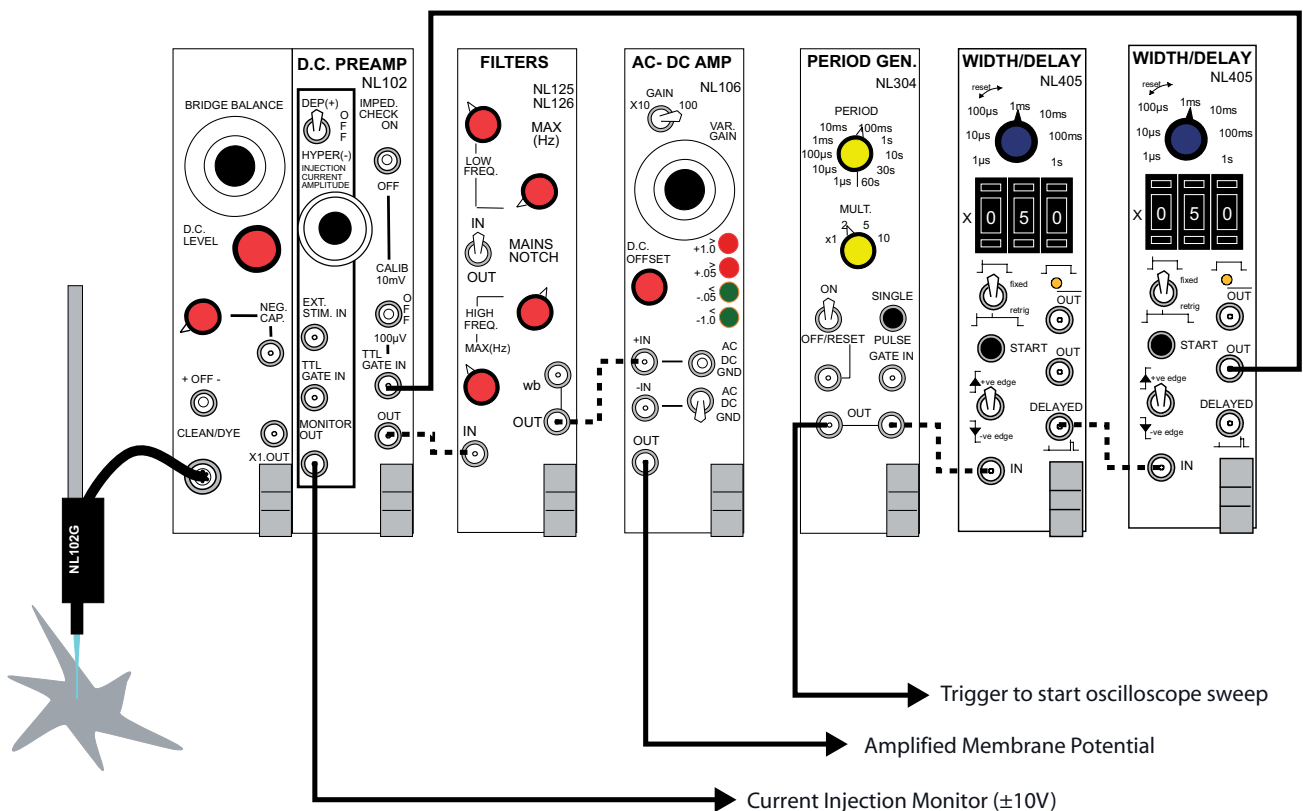 BRIDGE BALANCE
D.C.
LEVEL
NEG.
CAP.
+ OFF -
CLEAN/DYE
X1.OUT
NL102G
D.C. PREAMP
NL102
DEP(+)
O
F
F
HYPER(-)
INJECTION
CURRENT
AMPLITUDE
IMPED.
CHECK
ON
OFF
CALIB
10mV
O
F
F
100µV
EXT.
STIM. IN
TTL
GATE IN
TTL
GATE IN
MONITOR
OUT
OUT
FILTERS
NL125
NL126
MAX
(Hz)
LOW
FREQ.
IN
MAINS
NOTCH
OUT
HIGH
FREQ.
MAX(Hz)
wb
OUT
IN
AC- DC AMP
NL106
GAIN
X10
100
VAR.
GAIN
D.C.
OFFSET
>
+1.0
>
+.05
<
-.05
<
-1.0
+IN
AC
DC
GND
-IN
AC
DC
GND
OUT
PERIOD GEN.
NL304
PERIOD
10ms
100ms
1ms
1s
100µs
10s
10µs
30s
1µs
60s
MULT.
x1
2
5
10
ON
OFF/RESET
SINGLE
PULSE
GATE IN
OUT
WIDTH/DELAY
NL405
reset
1ms
100µs
10ms
10µs
100ms
1µs
1s
X
0 5 0
fixed
retrig
OUT
START
OUT
+ve edge
-ve edge
DELAYED
IN
WIDTH/DELAY
NL405
reset
1ms
100µs
10ms
10µs
100ms
1µs
1s
X
0 5 0
fixed
retrig
OUT
START
OUT
+ve edge
-ve edge
DELAYED
IN
Trigger to start oscilloscope sweep
Amplified Membrane Potential
Current Injection Monitor (±10V)